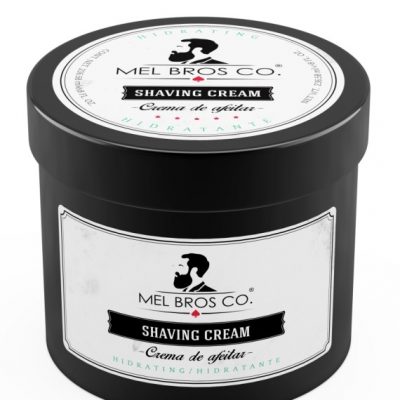 HIDRATING
MEL BROS CO.®
SHAVING CREAM
-Crema de afeitar-
HIDRATANTE
MEL BROS CO.®
SHAVING CREAM
-Crema de afeitar-
HIDRATING/HIDRATANTE